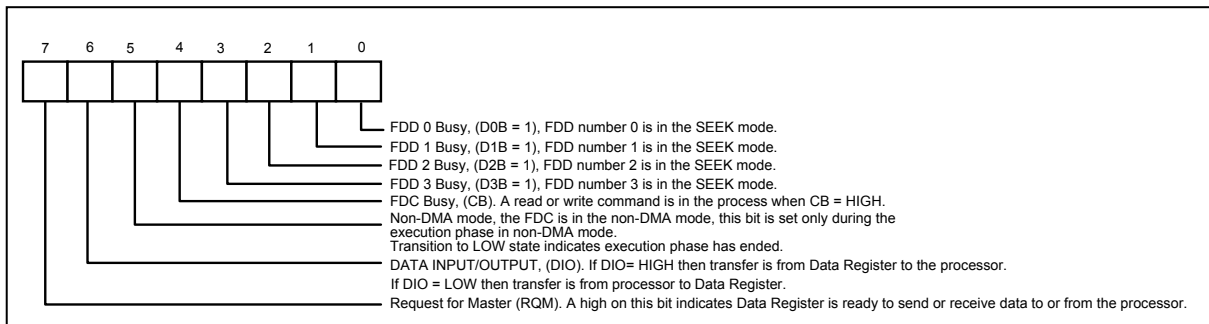 7 6 5 4 3 2 1 0
FDD 0 Busy, (D0B = 1), FDD number 0 is in the SEEK mode.
FDD 1 Busy, (D1B = 1), FDD number 1 is in the SEEK mode.
FDD 2 Busy, (D2B = 1), FDD number 2 is in the SEEK mode.
FDD 3 Busy, (D3B = 1), FDD number 3 is in the SEEK mode.
FDC Busy, (CB). A read or write command is in the process when CB = HIGH.
Non-DMA mode, the FDC is in the non-DMA mode, this bit is set only during the
execution phase in non-DMA mode.
Transition to LOW state indicates execution phase has ended.
DATA INPUT/OUTPUT, (DIO). If DIO= HIGH then transfer is from Data Register to the processor.
If DIO = LOW then transfer is from processor to Data Register.
Request for Master (RQM). A high on this bit indicates Data Register is ready to send or receive data to or from the processor.